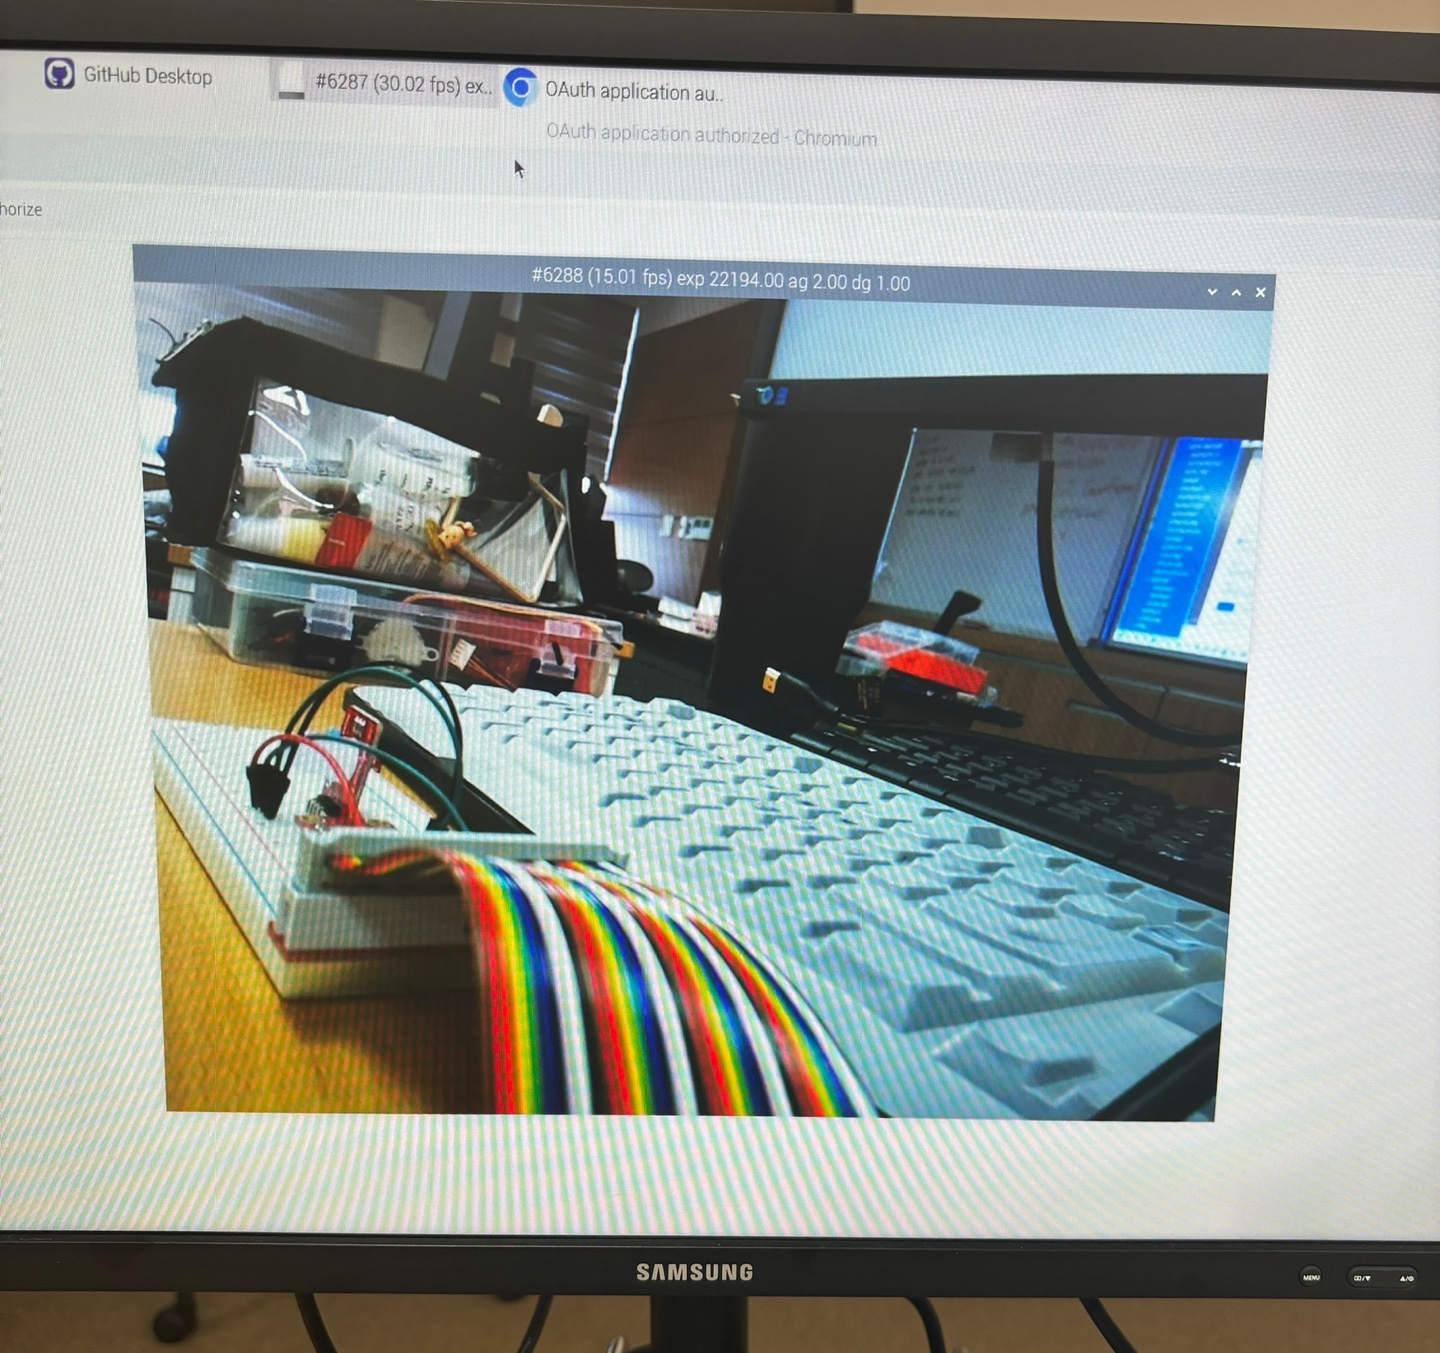 GitHub Desktop
#6287 (30.02 fps) ex..
OAuth application au..
OAuth application authorized - Chromium
horize
#6288 (15.01 fps) exp 22194.00 ag 2.00 dg 1.00
SAMSUNG
MENU